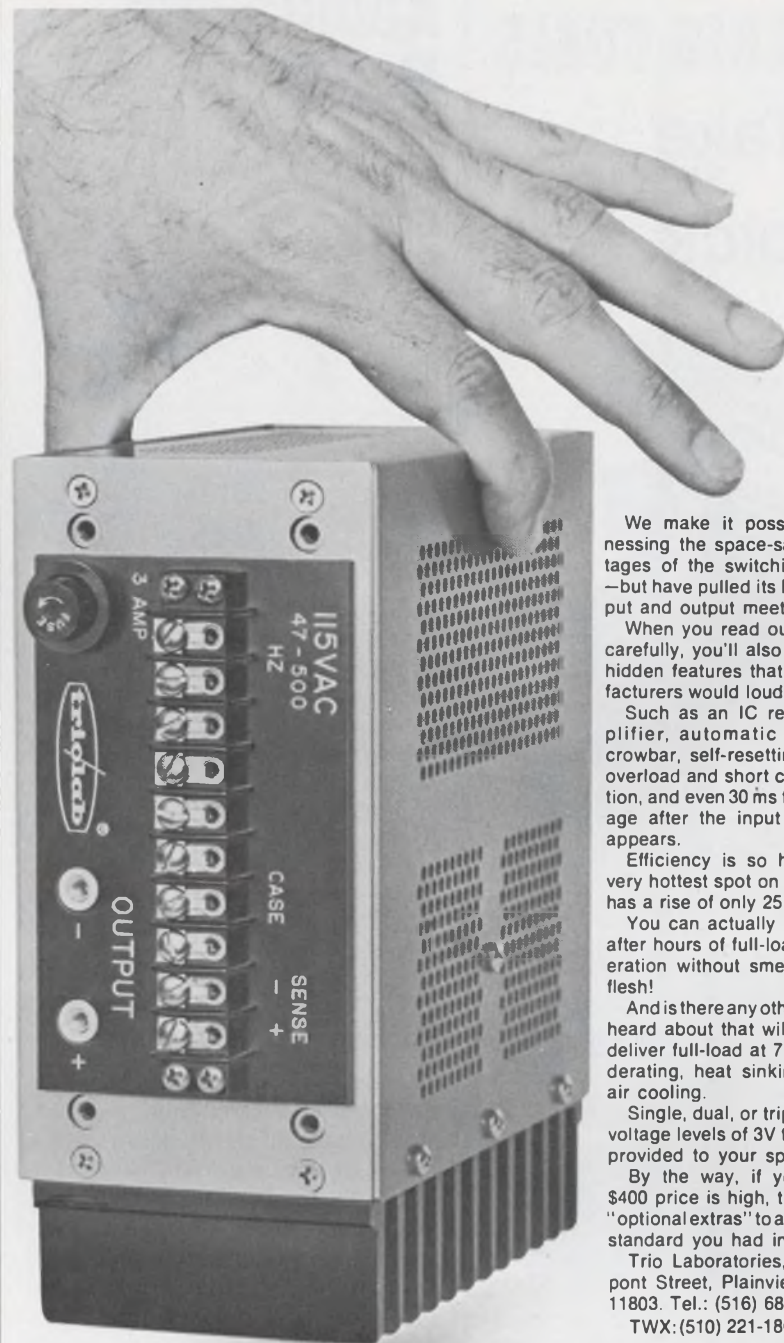 FUSE
3 AMP
115VAC
47-500
HZ
triolab®
CASE
SENSE
- +
OUTPUT
- +
We make it poss
nessing the space-sa
tages of the switchi
—but have pulled its
put and output meet
When you read ou
carefully, you'll also
hidden features that
facturers would loud
Such as an IC re
plifier, automatic
crowbar, self-resettin
overload and short c
tion, and even 30 ms
age after the input
appears.
Efficiency is so h
very hottest spot on
has a rise of only 25
You can actually
after hours of full-loa
eration without sme
flesh!
And is there any oth
heard about that wil
deliver full-load at 7
derating, heat sinkin
air cooling.
Single, dual, or trip
voltage levels of 3V
provided to your sp
By the way, if y
$400 price is high, t
"optional extras" to a
standard you had in
Trio Laboratories,
pont Street, Plainvie
11803. Tel.: (516) 68
TWX: (510) 221-18